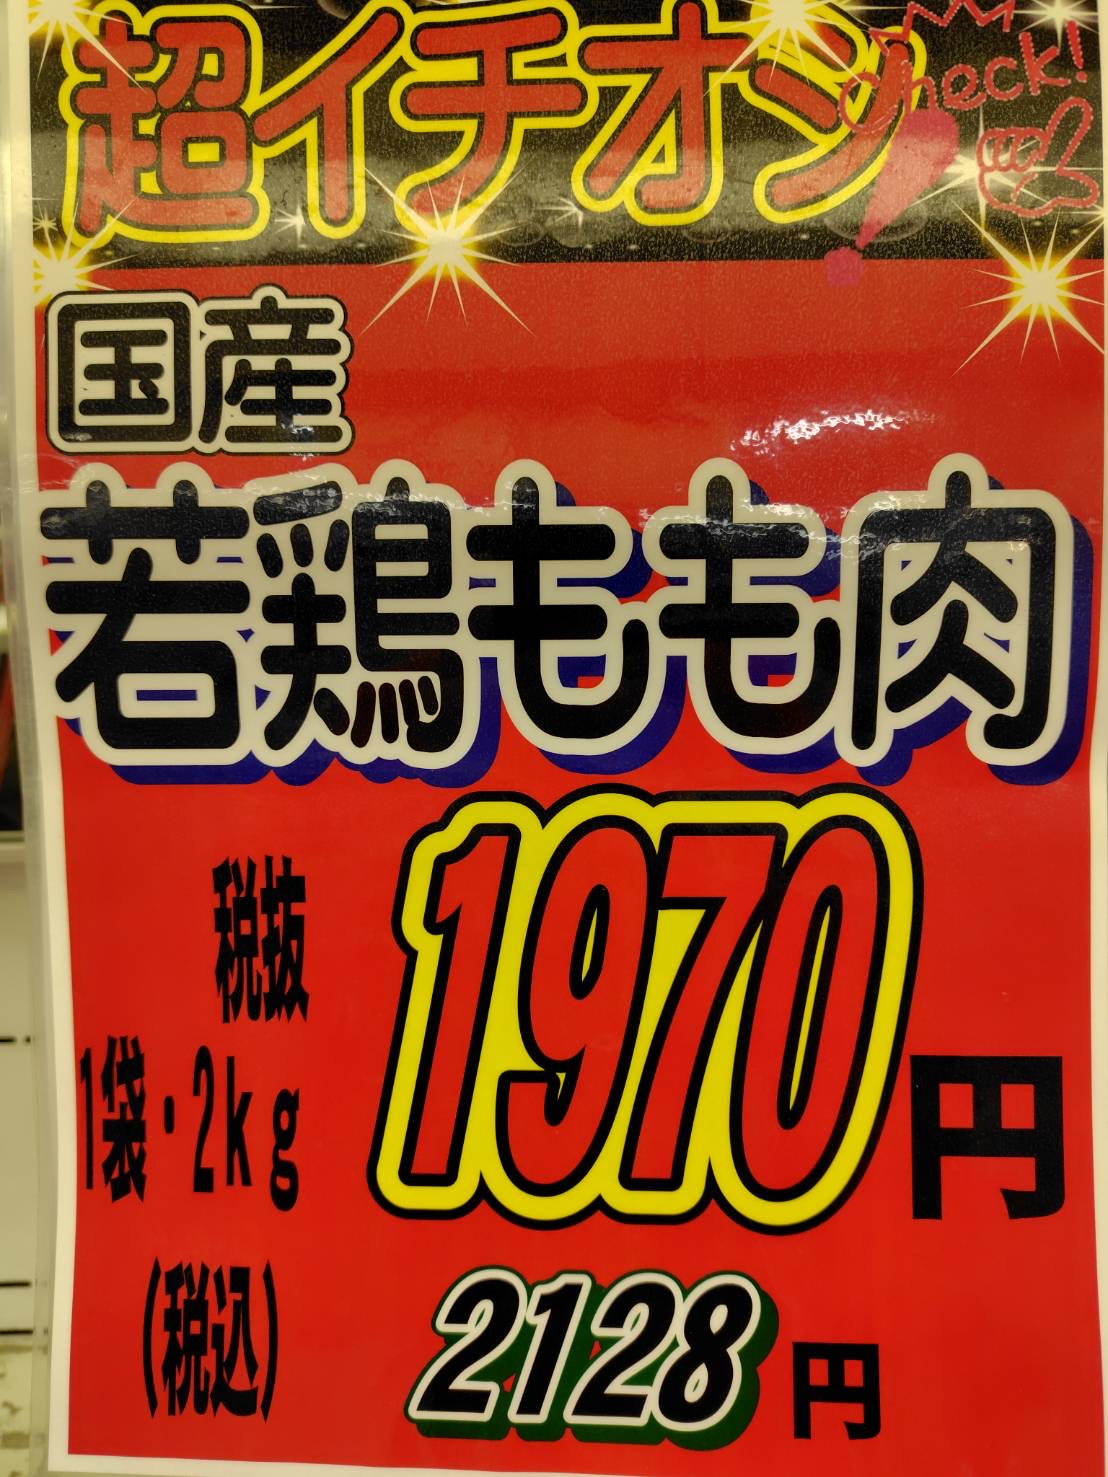 超イチオシ
check!
国産
若鶏もも肉
税抜
1袋・2kg
1970円
(税込)
2128円